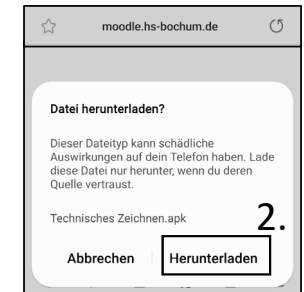 moodle.hs-bochum.de
Datei herunterladen?
Dieser Dateityp kann schädliche
Auswirkungen auf dein Telefon haben. Lade
diese Datei nur herunter, wenn du deren
Quelle vertraust.
Technisches Zeichnen.apk
2.
Abbrechen Herunterladen